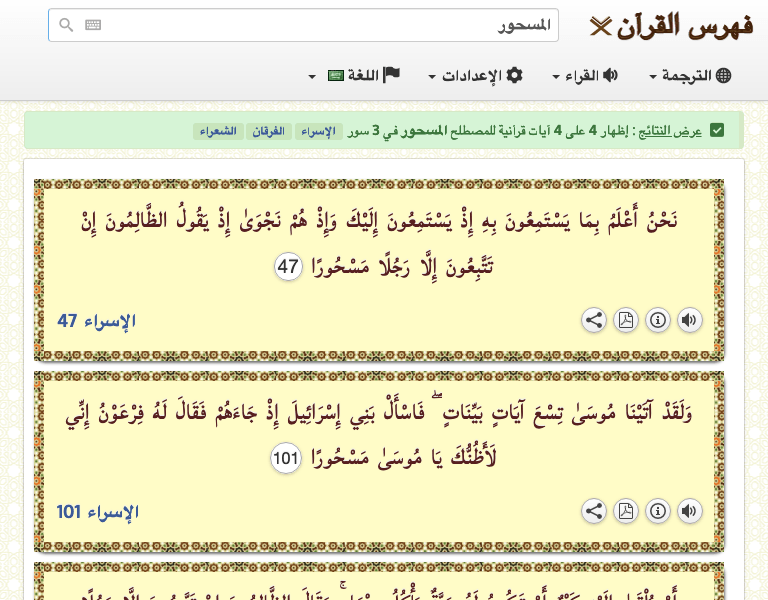 فهرس القرآن
المسحور
الترجمة
القراء
الإعدادات
اللغة
عرض النتائج : إظهار 4 على 4 آيات قرآنية للمصطلح المسحور في 3 سور الإسراء الفرقان الشعراء
نَحْنُ أَعْلَمُ بِمَا يَسْتَمِعُونَ بِهِ إِذْ يَسْتَمِعُونَ إِلَيْكَ وَإِذْ هُمْ نَجْوَىٰ إِذْ يَقُولُ الظَّالِمُونَ إِنْ
تَتَّبِعُونَ إِلَّا رَجُلًا مَسْحُورًا 47
الإسراء 47
وَلَقَدْ آتَيْنَا مُوسَىٰ تِسْعَ آيَاتٍ بَيِّنَاتٍ ۖ فَاسْأَلْ بَنِي إِسْرَائِيلَ إِذْ جَاءَهُمْ فَقَالَ لَهُ فِرْعَوْنُ إِنِّي
لَأَظُنُّكَ يَا مُوسَىٰ مَسْحُورًا 101
الإسراء 101